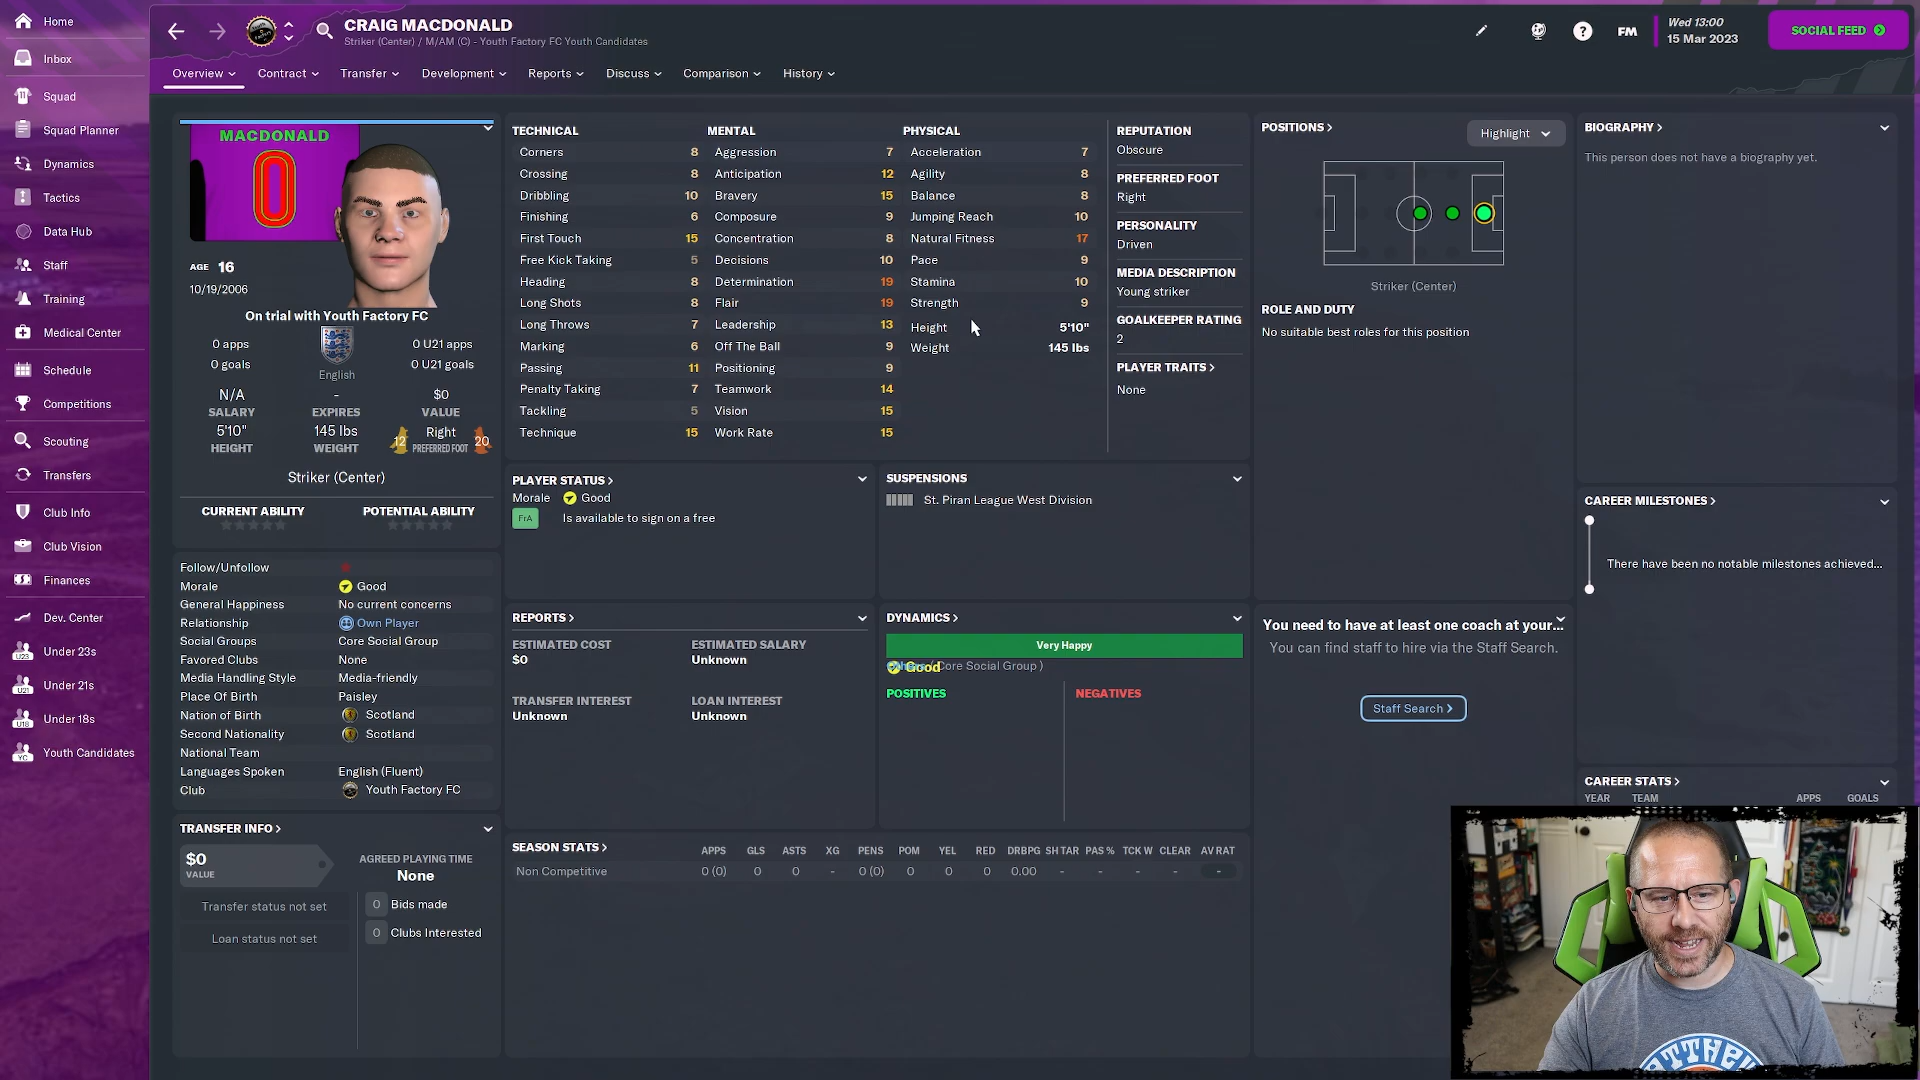 Home
Inbox
Squad
Squad Planner
Dynamics
Tactics
Data Hub
Staff
Training
Medical Center
Schedule
Competitions
Scouting
Transfers
Club Info
Club Vision
Finances
Dev. Center
U23 Under 23s
U21 Under 21s
U18 Under 18s
YC Youth Candidates
CRAIG MACDONALD
Striker (Center) / M/AM (C) - Youth Factory FC Youth Candidates
FM
Wed 13:00
15 Mar 2023
SOCIAL FEED
Overview Contract Transfer Development Reports Discuss Comparison History
MACDONALD
0
AGE 16
10/19/2006
On trial with Youth Factory FC
0 apps
0 goals
English
0 U21 apps
0 U21 goals
N/A - $0
SALARY EXPIRES VALUE
5'10" 145 lbs 12 Right 20
HEIGHT WEIGHT PREFERRED FOOT
Striker (Center)
CURRENT ABILITY POTENTIAL ABILITY
Follow/Unfollow
Morale Good
General Happiness No current concerns
Relationship Own Player
Social Groups Core Social Group
Favored Clubs None
Media Handling Style Media-friendly
Place Of Birth Paisley
Nation of Birth Scotland
Second Nationality Scotland
National Team
Languages Spoken English (Fluent)
Club Youth Factory FC
TRANSFER INFO >
$0
VALUE
AGREED PLAYING TIME
None
Transfer status not set
Loan status not set
0 Bids made
0 Clubs Interested
TECHNICAL
Corners 8
Crossing 8
Dribbling 10
Finishing 6
First Touch 15
Free Kick Taking 5
Heading 8
Long Shots 8
Long Throws 7
Marking 6
Passing 11
Penalty Taking 7
Tackling 5
Technique 15
MENTAL
Aggression 7
Anticipation 12
Bravery 15
Composure 9
Concentration 8
Decisions 10
Determination 19
Flair 19
Leadership 13
Off The Ball 9
Positioning 9
Teamwork 14
Vision 15
Work Rate 15
PHYSICAL
Acceleration 7
Agility 8
Balance 8
Jumping Reach 10
Natural Fitness 17
Pace 9
Stamina 10
Strength 9
Height 5'10"
Weight 145 lbs
REPUTATION
Obscure
PREFERRED FOOT
Right
PERSONALITY
Driven
MEDIA DESCRIPTION
Young striker
GOALKEEPER RATING
2
PLAYER TRAITS >
None
PLAYER STATUS >
Morale Good
FrA Is available to sign on a free
SUSPENSIONS
St. Piran League West Division
REPORTS >
ESTIMATED COST
$0
ESTIMATED SALARY
Unknown
TRANSFER INTEREST
Unknown
LOAN INTEREST
Unknown
DYNAMICS >
Very Happy
Good (Core Social Group )
POSITIVES NEGATIVES
SEASON STATS > APPS GLS ASTS XG PENS POM YEL RED DRBPG SH TAR PAS % TCK W CLEAR AV RAT
Non Competitive 0 (0) 0 0 - 0 (0) 0 0 0 0.00 - - - - -
POSITIONS >
Highlight
Striker (Center)
ROLE AND DUTY
No suitable best roles for this position
You need to have at least one coach at your...
You can find staff to hire via the Staff Search.
Staff Search >
BIOGRAPHY >
This person does not have a biography yet.
CAREER MILESTONES >
There have been no notable milestones achieved...
CAREER STATS >
YEAR TEAM APPS GOALS